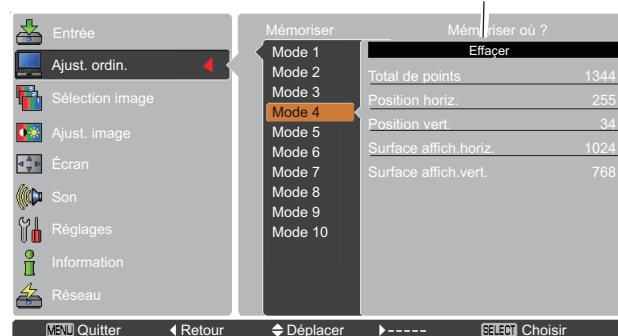 Entrée
Ajust. ordin.
Sélection image
Ajust. image
Écran
Son
Réglages
Information
Réseau
Mémoriser
Mode 1
Mode 2
Mode 3
Mode 4
Mode 5
Mode 6
Mode 7
Mode 8
Mode 9
Mode 10
Mémoriser où ?
Effaçer
Total de points 1344
Position horiz. 255
Position vert. 34
Surface affich.horiz. 1024
Surface affich.vert. 768
MENU Quitter Retour Déplacer ----- SELECT Choisir